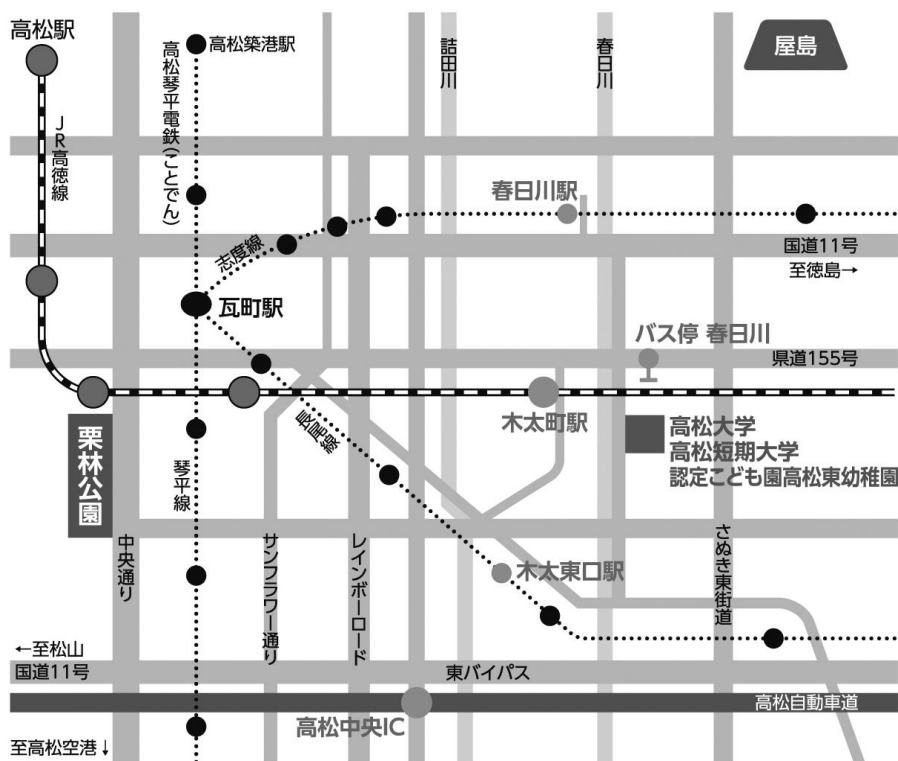 高松駅
高松築港駅
詰田川
春日川
屋島
JR高徳線
高松琴平電鉄(ことでん)
春日川駅
志度線
国道11号
至徳島→
瓦町駅
バス停 春日川
県道155号
木太町駅
高松大学
高松短期大学
認定こども園高松東幼稚園
栗林公園
長尾線
琴平線
中央通り
サンフラワー通り
レインボーロード
木太東口駅
さぬき東街道
←至松山
国道11号
東バイパス
高松自動車道
高松中央IC
至高松空港↓